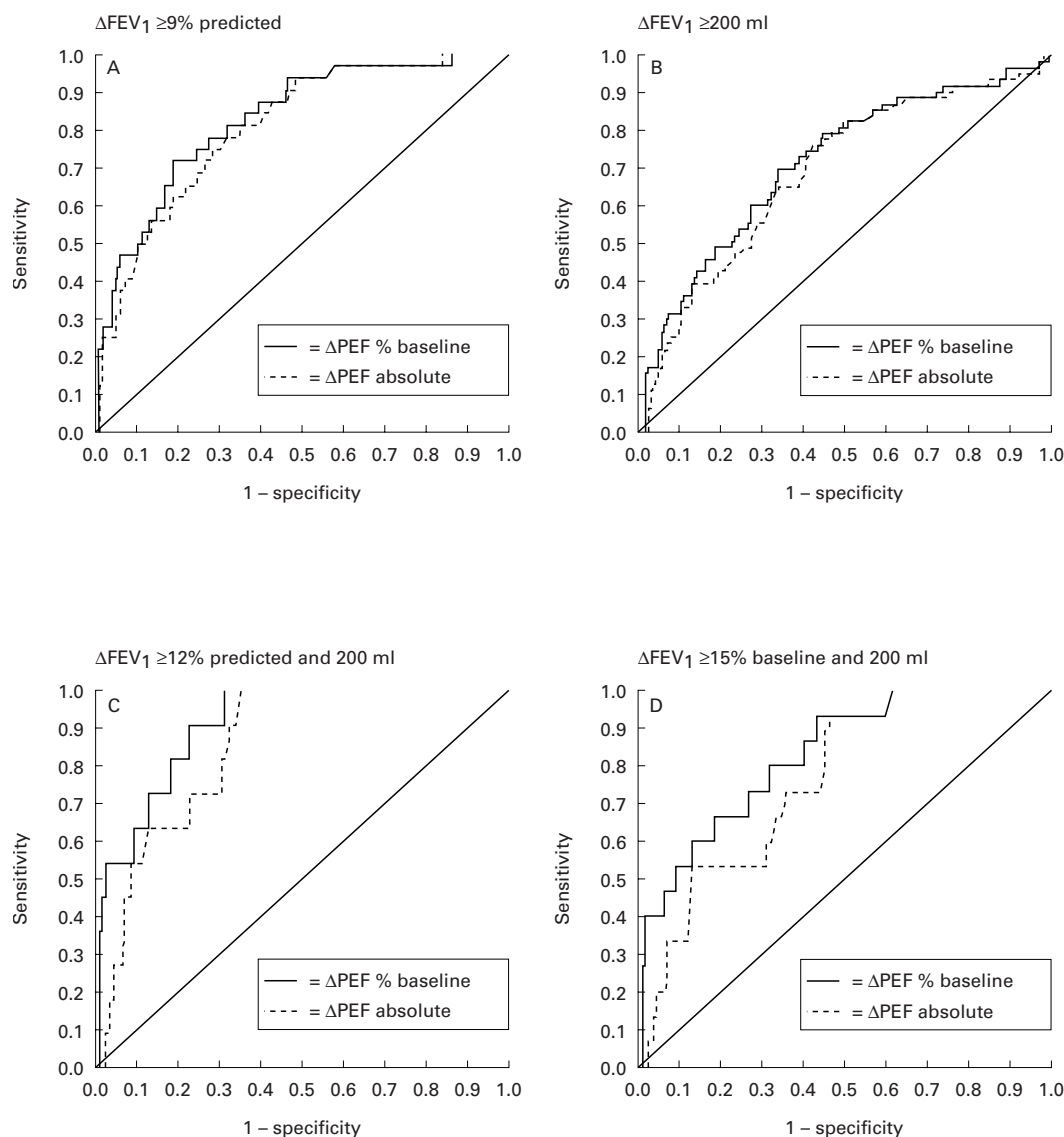 ΔFEV1 ≥9% predicted
A
1.0
0.9
0.8
0.7
0.6
0.5
0.4
0.3
0.2
0.1
0.0
Sensitivity
= ΔPEF % baseline
= ΔPEF absolute
0.0 0.1 0.2 0.3 0.4 0.5 0.6 0.7 0.8 0.9 1.0
1 – specificity
ΔFEV1 ≥200 ml
B
1.0
0.9
0.8
0.7
0.6
0.5
0.4
0.3
0.2
0.1
0.0
Sensitivity
= ΔPEF % baseline
= ΔPEF absolute
0.0 0.1 0.2 0.3 0.4 0.5 0.6 0.7 0.8 0.9 1.0
1 – specificity
ΔFEV1 ≥12% predicted and 200 ml
C
1.0
0.9
0.8
0.7
0.6
0.5
0.4
0.3
0.2
0.1
0.0
Sensitivity
= ΔPEF % baseline
= ΔPEF absolute
0.0 0.1 0.2 0.3 0.4 0.5 0.6 0.7 0.8 0.9 1.0
1 – specificity
ΔFEV1 ≥15% baseline and 200 ml
D
1.0
0.9
0.8
0.7
0.6
0.5
0.4
0.3
0.2
0.1
0.0
Sensitivity
= ΔPEF % baseline
= ΔPEF absolute
0.0 0.1 0.2 0.3 0.4 0.5 0.6 0.7 0.8 0.9 1.0
1 – specificity